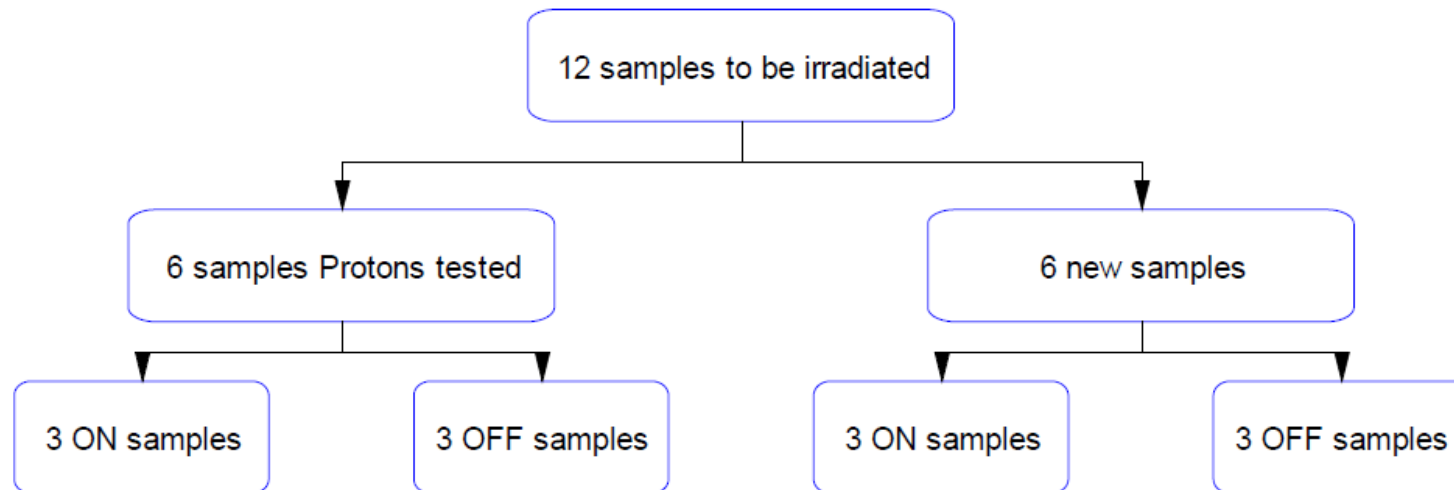 12 samples to be irradiated
6 samples Protons tested
6 new samples
3 ON samples
3 OFF samples
3 ON samples
3 OFF samples